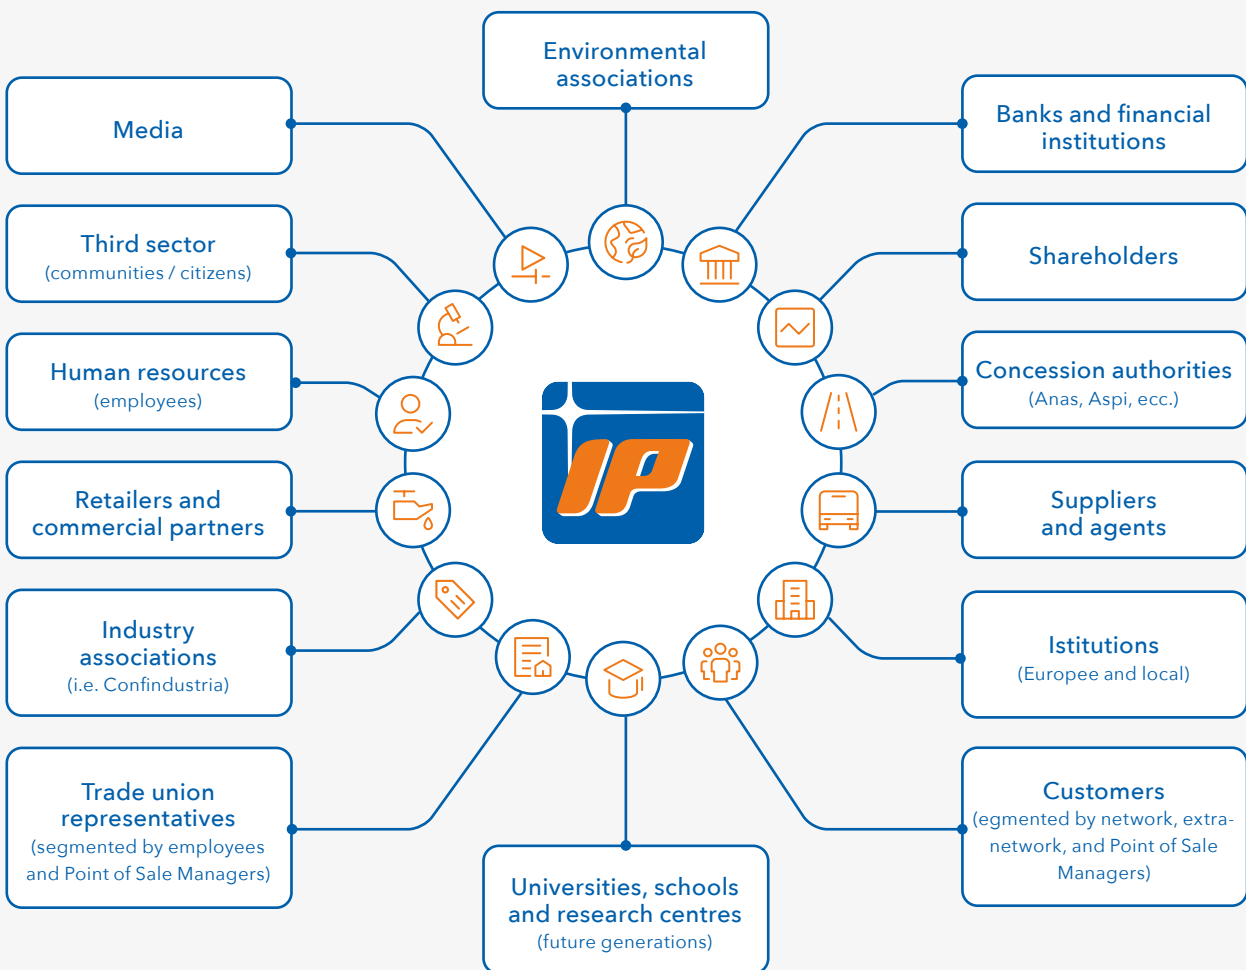 Environmental
associations
Media
Banks and financial
institutions
Third sector
(communities / citizens)
Shareholders
Human resources
(employees)
Concession authorities
(Anas, Aspi, ecc.)
IP
Retailers and
commercial partners
Suppliers
and agents
Industry
associations
(i.e. Confindustria)
Istitutions
(Europee and local)
Trade union
representatives
(segmented by employees
and Point of Sale Managers)
Customers
(egmented by network, extra-
network, and Point of Sale
Managers)
Universities, schools
and research centres
(future generations)